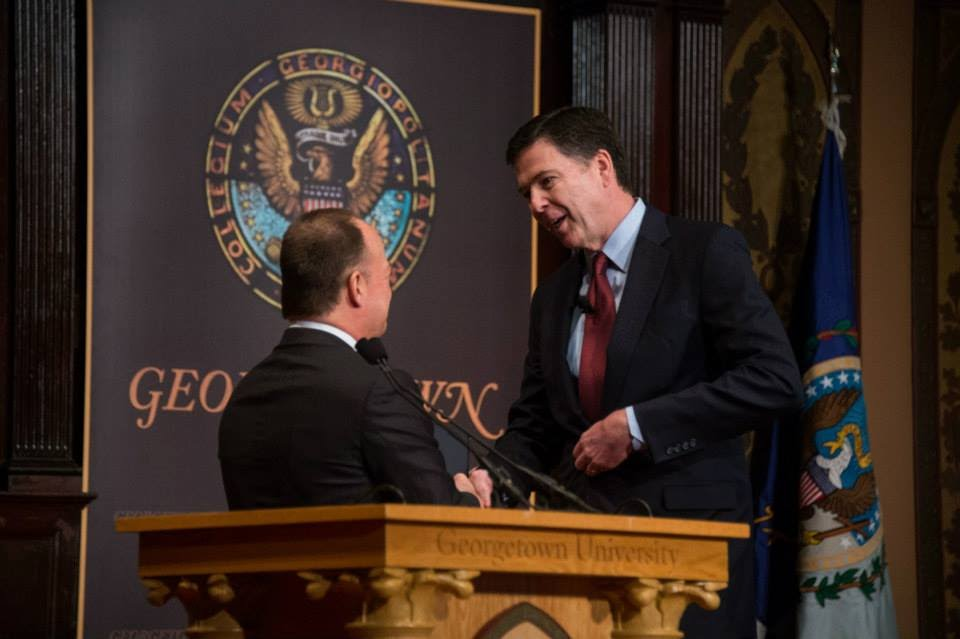 COLLEGIUM GEORGIOPOLITANUM
GEO WN
Georgetown University